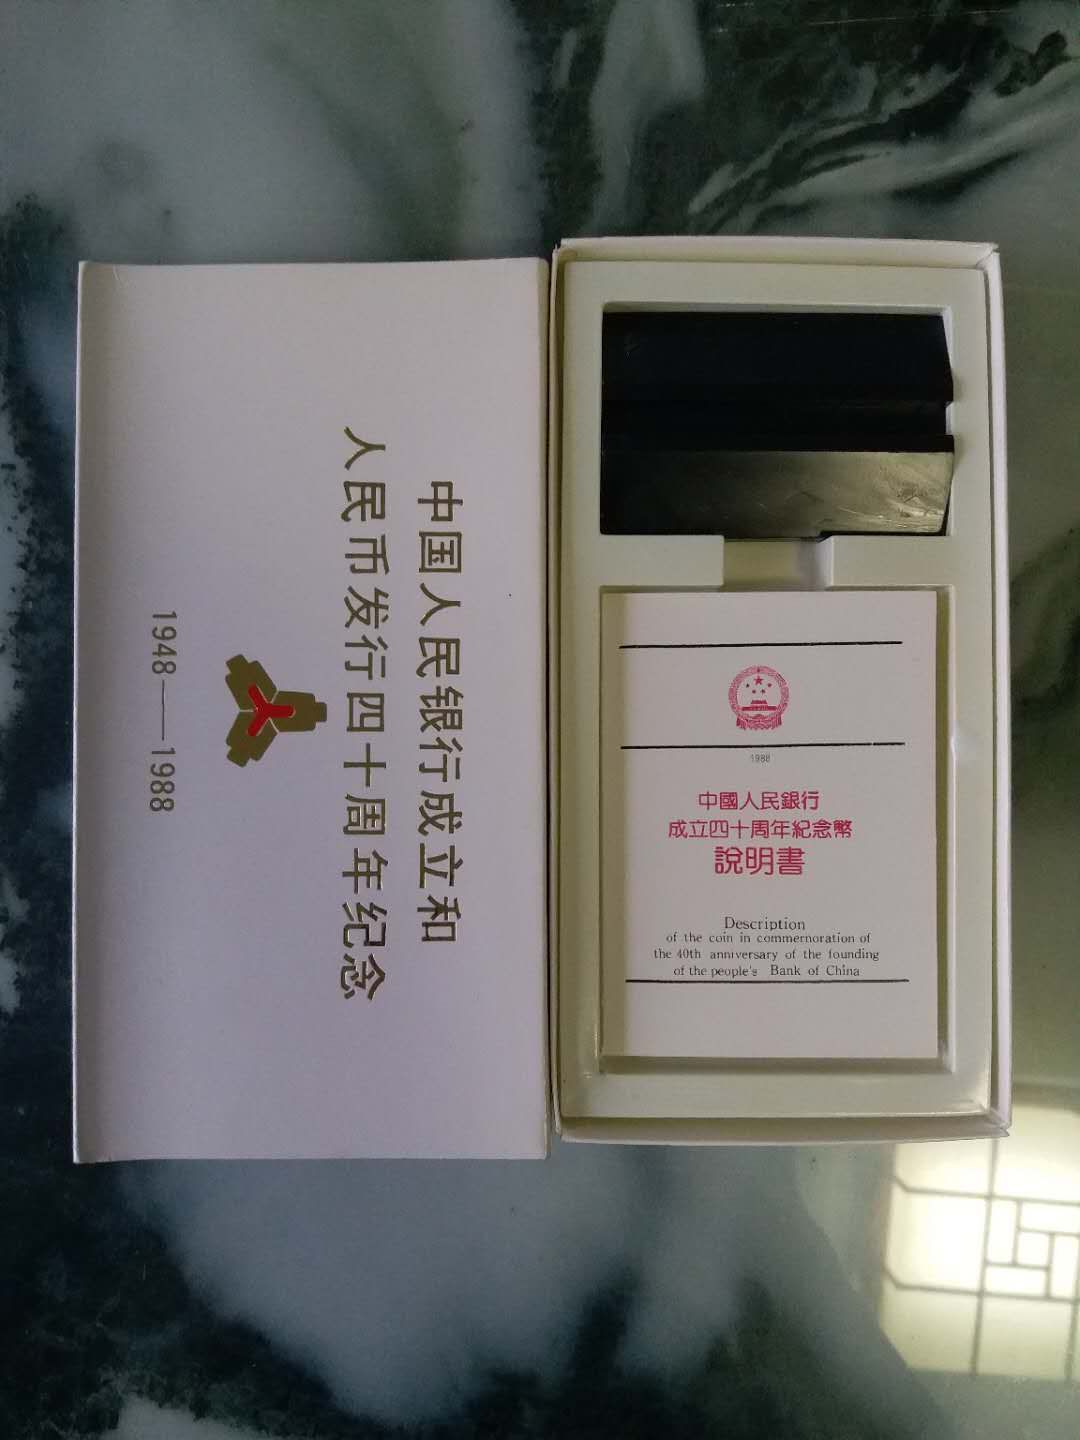 中国人民银行成立和
人民币发行四十周年纪念
1948——1988
1988
中國人民銀行
成立四十周年紀念幣
說明書
Description
of the coin in commernoration of
the 40th anniversary of the founding
of the people's Bank of China